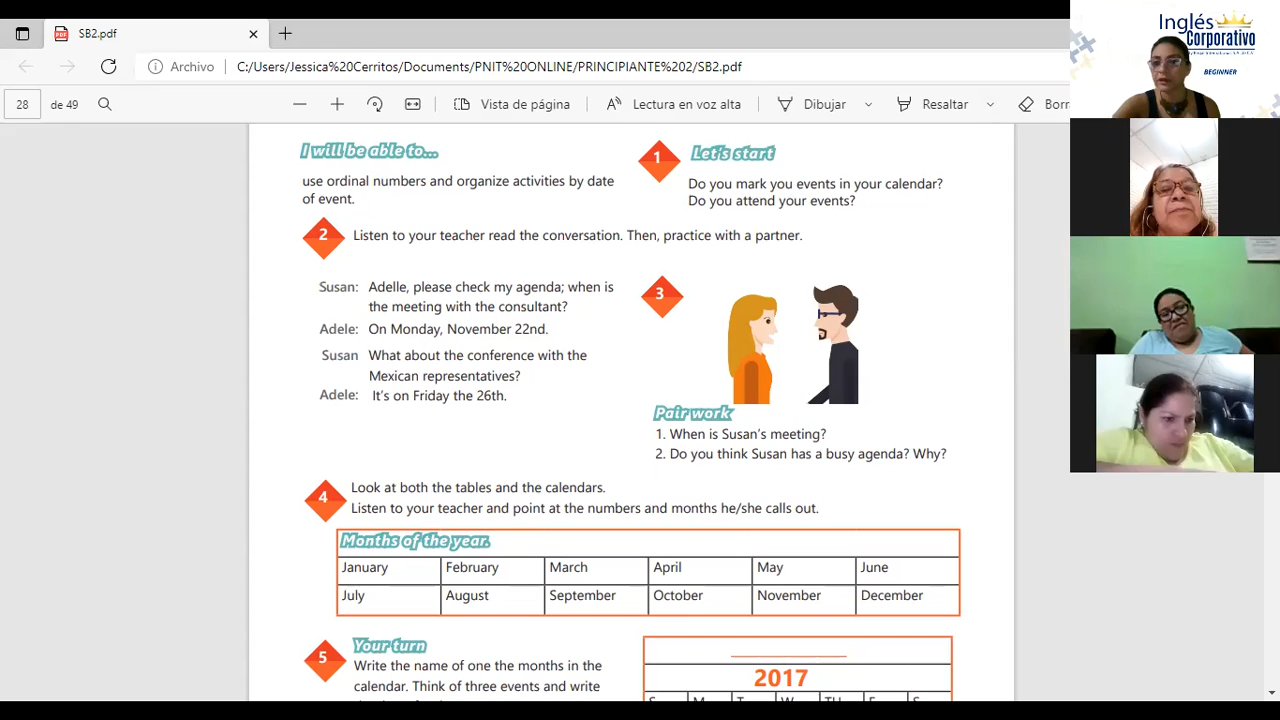 SB2.pdf
Archivo
C:/Users/Jessica%20Cerritos/Documents/PNT%20ONLINE/PRINCIPIANTE%202/SB2.pdf
28 de 49
Vista de página
Lectura en voz alta
Dibujar
Resaltar
Borr
Inglés
Corporativo
BEGINNER
I will be able to...
use ordinal numbers and organize activities by date
of event.
1 Let's start
Do you mark you events in your calendar?
Do you attend your events?
2 Listen to your teacher read the conversation. Then, practice with a partner.
Susan: Adelle, please check my agenda; when is
the meeting with the consultant?
Adele: On Monday, November 22nd.
Susan What about the conference with the
Mexican representatives?
Adele: It's on Friday the 26th.
3
Pair work
1. When is Susan's meeting?
2. Do you think Susan has a busy agenda? Why?
4 Look at both the tables and the calendars.
Listen to your teacher and point at the numbers and months he/she calls out.
Months of the year.
January February March April May June
July August September October November December
5 Your turn
Write the name of one the months in the
calendar. Think of three events and write
2017